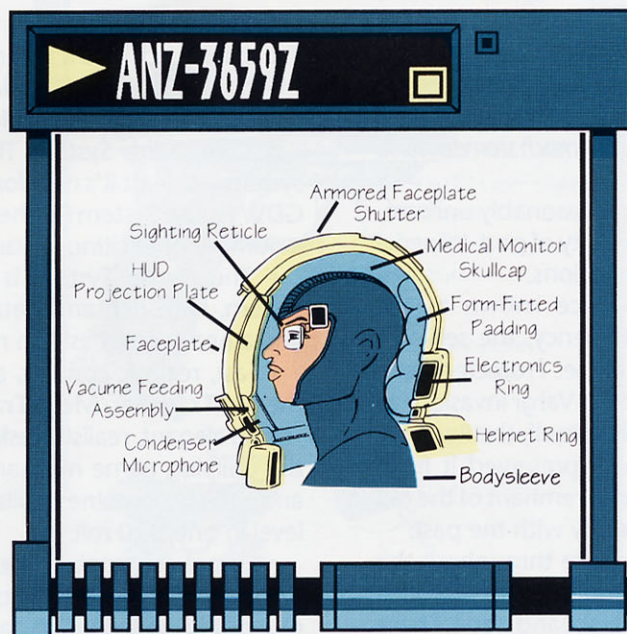 ANZ-3659Z
Armored Faceplate
Shutter
Sighting Reticle
Medical Monitor
Skullcap
HUD
Projection Plate
Form-Fitted
Padding
Faceplate
Electronics
Ring
Vacume Feeding
Assembly
Helmet Ring
Condenser
Microphone
Bodysleeve